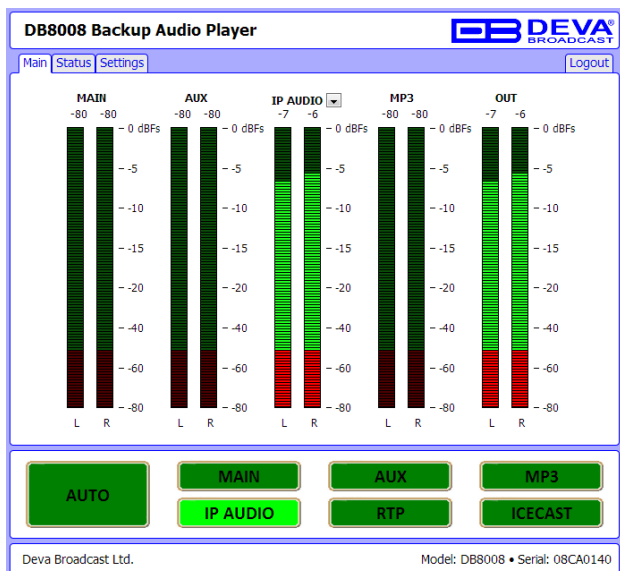 DB8008 Backup Audio Player
DEVA
BROADCAST
Main Status Settings Logout
MAIN AUX IP AUDIO MP3 OUT
-80 -80 -80 -80 -7 -6 -80 -80 -7 -6
0 dBFs 0 dBFs 0 dBFs 0 dBFs 0 dBFs
-5 -5 -5 -5 -5
-10 -10 -10 -10 -10
-15 -15 -15 -15 -15
-20 -20 -20 -20 -20
-40 -40 -40 -40 -40
-60 -60 -60 -60 -60
-80 -80 -80 -80 -80
L R L R L R L R L R
AUTO
MAIN AUX MP3
IP AUDIO RTP ICECAST
Deva Broadcast Ltd. Model: DB8008 • Serial: 08CA0140